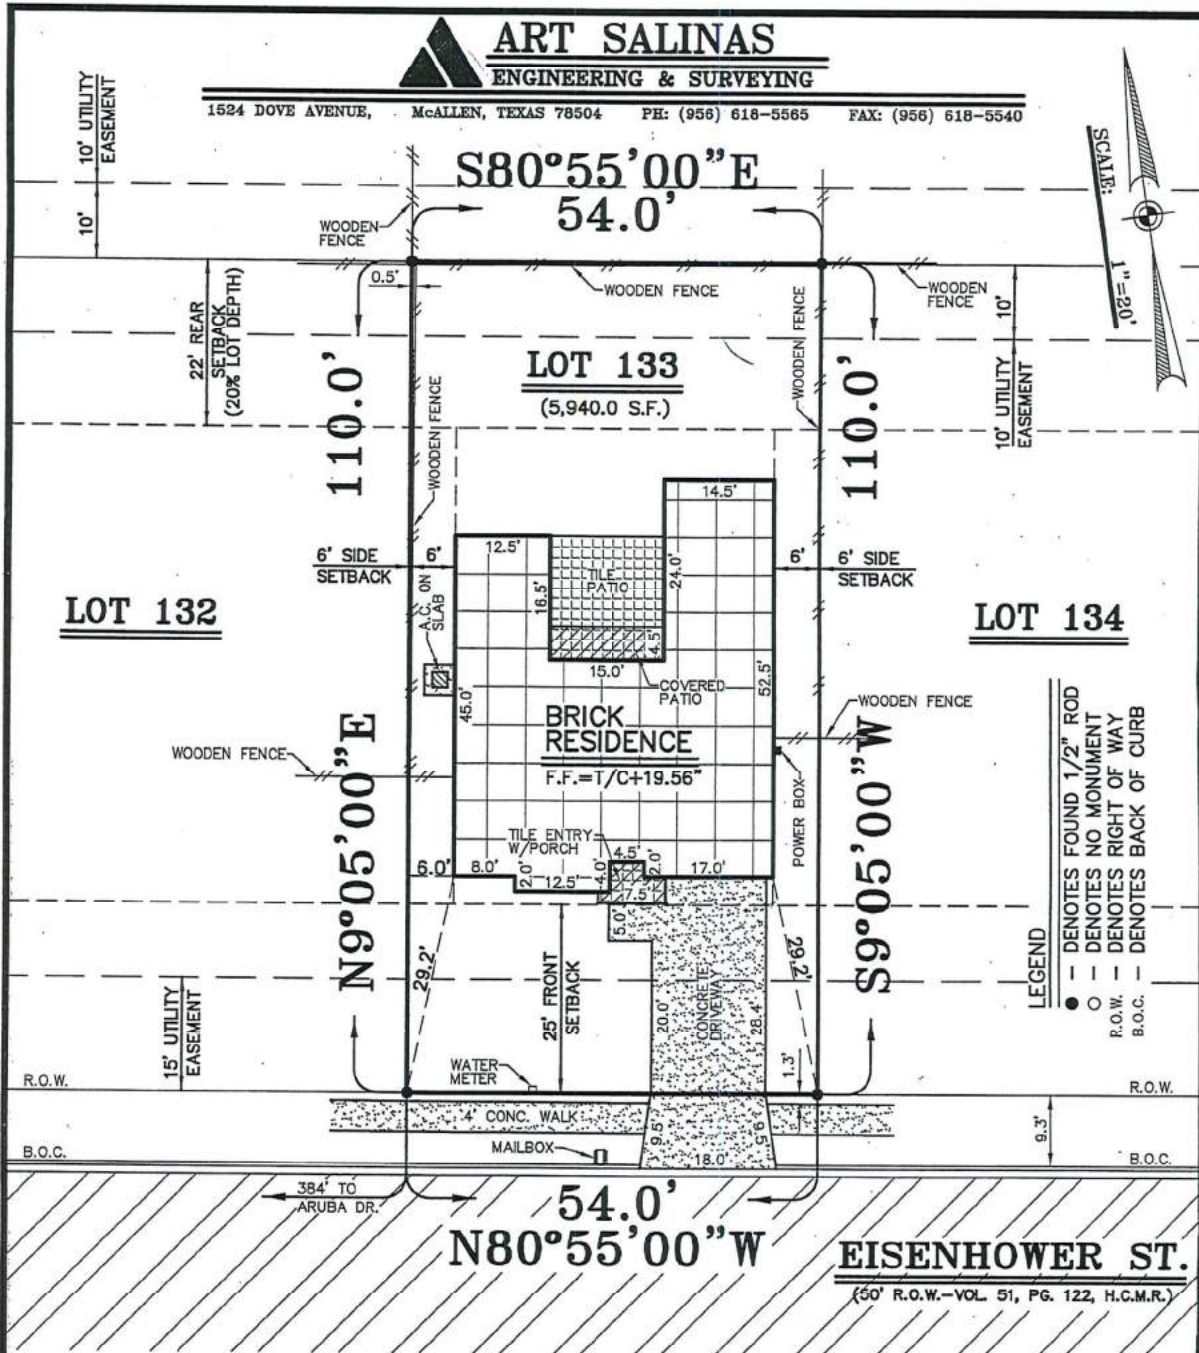 ART SALINAS
ENGINEERING & SURVEYING
1524 DOVE AVENUE, McALLEN, TEXAS 78504 PH: (956) 618-5565 FAX: (956) 618-5540
10' UTILITY
EASEMENT
10'
S80°55'00"E
54.0'
SCALE: 1"=20'
WOODEN
FENCE
0.5'
WOODEN FENCE
WOODEN
FENCE
22' REAR
SETBACK
(20% LOT DEPTH)
110.0'
LOT 133
(5,940.0 S.F.)
WOODEN FENCE
WOODEN FENCE
110.0'
10'
10' UTILITY
EASEMENT
14.5'
12.5'
6' SIDE
SETBACK
6'
TILE
PATIO
16.5'
24.0'
6'
6' SIDE
SETBACK
A.C. ON
SLAB
LOT 132
LOT 134
4.5'
15.0'
COVERED
PATIO
45.0'
52.5'
BRICK
RESIDENCE
F.F.=T/C+19.56"
WOODEN FENCE
WOODEN FENCE
POWER BOX
N9°05'00"E
S9°05'00"W
TILE ENTRY
W/PORCH
6.0'
8.0'
2.0'
12.5'
4.0'
4.5'
2.0'
7.5'
17.0'
5.0'
29.2'
29.2'
25' FRONT
SETBACK
20.0'
CONCRETE
DRIVEWAY
28.4'
LEGEND
● - DENOTES FOUND 1/2" ROD
○ - DENOTES NO MONUMENT
R.O.W. - DENOTES RIGHT OF WAY
B.O.C. - DENOTES BACK OF CURB
15' UTILITY
EASEMENT
WATER
METER
1.3'
R.O.W.
R.O.W.
4' CONC. WALK
9.5'
9.5'
9.3'
MAILBOX
18.0'
B.O.C.
B.O.C.
384' TO
ARUBA DR.
54.0'
N80°55'00"W
EISENHOWER ST.
(50' R.O.W.-VOL. 51, PG. 122, H.C.M.R.)